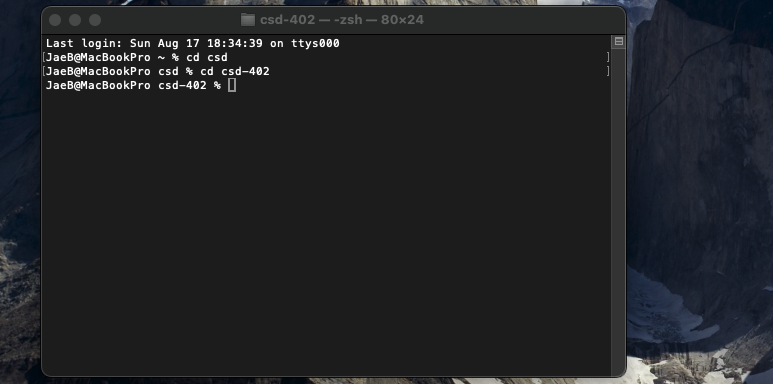 csd-402 — -zsh — 80×24
Last login: Sun Aug 17 18:34:39 on ttys000
[JaeB@MacBookPro ~ % cd csd ]
[JaeB@MacBookPro csd % cd csd-402 ]
JaeB@MacBookPro csd-402 %